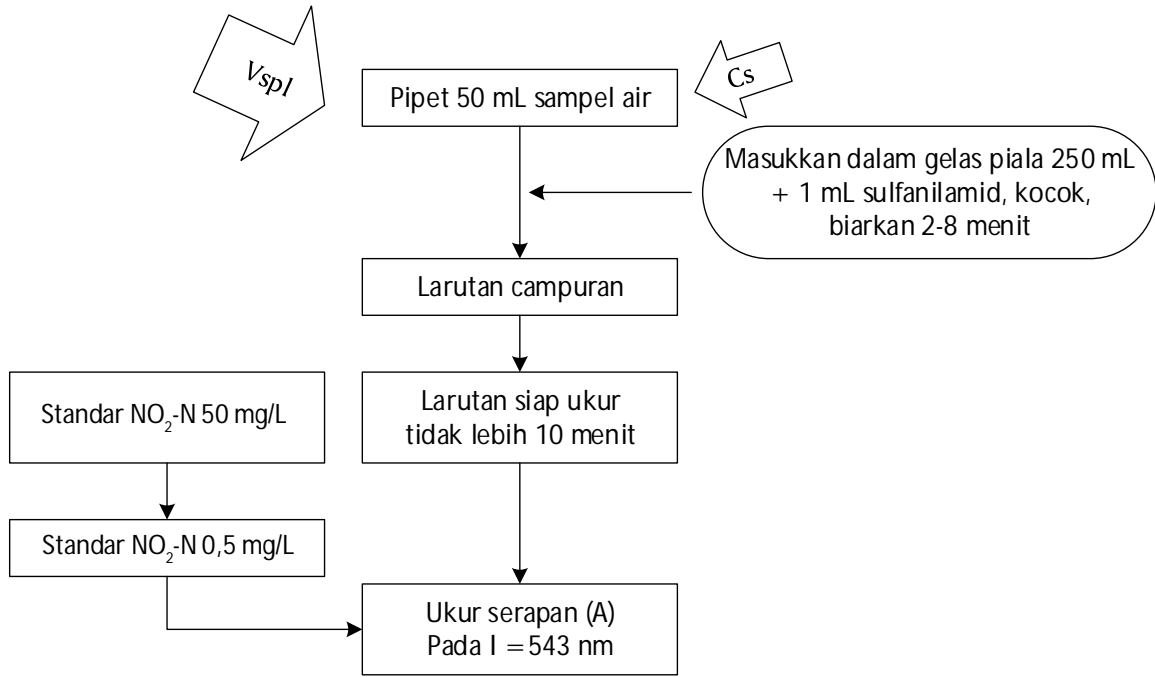 Vspl
Cs
Pipet 50 mL sampel air
Masukkan dalam gelas piala 250 mL
+ 1 mL sulfanilamid, kocok,
biarkan 2-8 menit
Larutan campuran
Standar NO₂-N 50 mg/L
Larutan siap ukur
tidak lebih 10 menit
Standar NO₂-N 0,5 mg/L
Ukur serapan (A)
Pada l = 543 nm